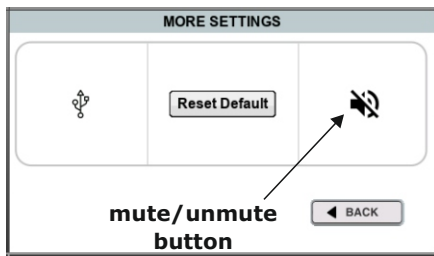 MORE SETTINGS
Reset Default
mute/unmute
button
BACK